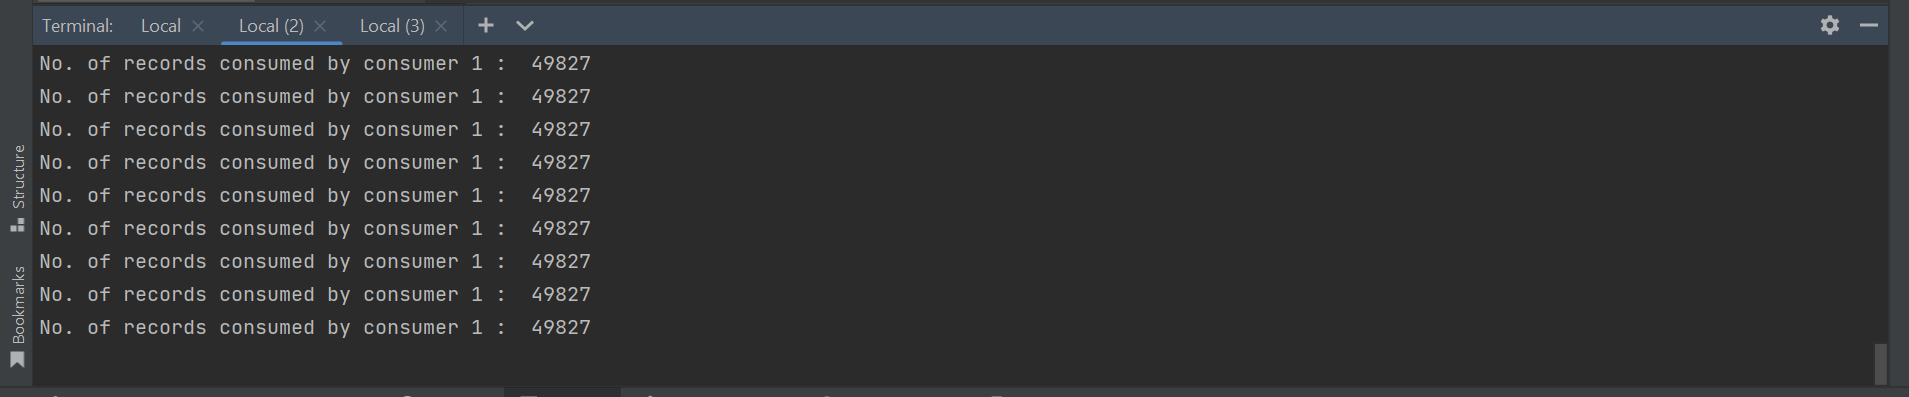 Terminal: Local Local (2) Local (3)
No. of records consumed by consumer 1 :  49827
No. of records consumed by consumer 1 :  49827
No. of records consumed by consumer 1 :  49827
No. of records consumed by consumer 1 :  49827
No. of records consumed by consumer 1 :  49827
No. of records consumed by consumer 1 :  49827
No. of records consumed by consumer 1 :  49827
No. of records consumed by consumer 1 :  49827
No. of records consumed by consumer 1 :  49827
Structure
Bookmarks